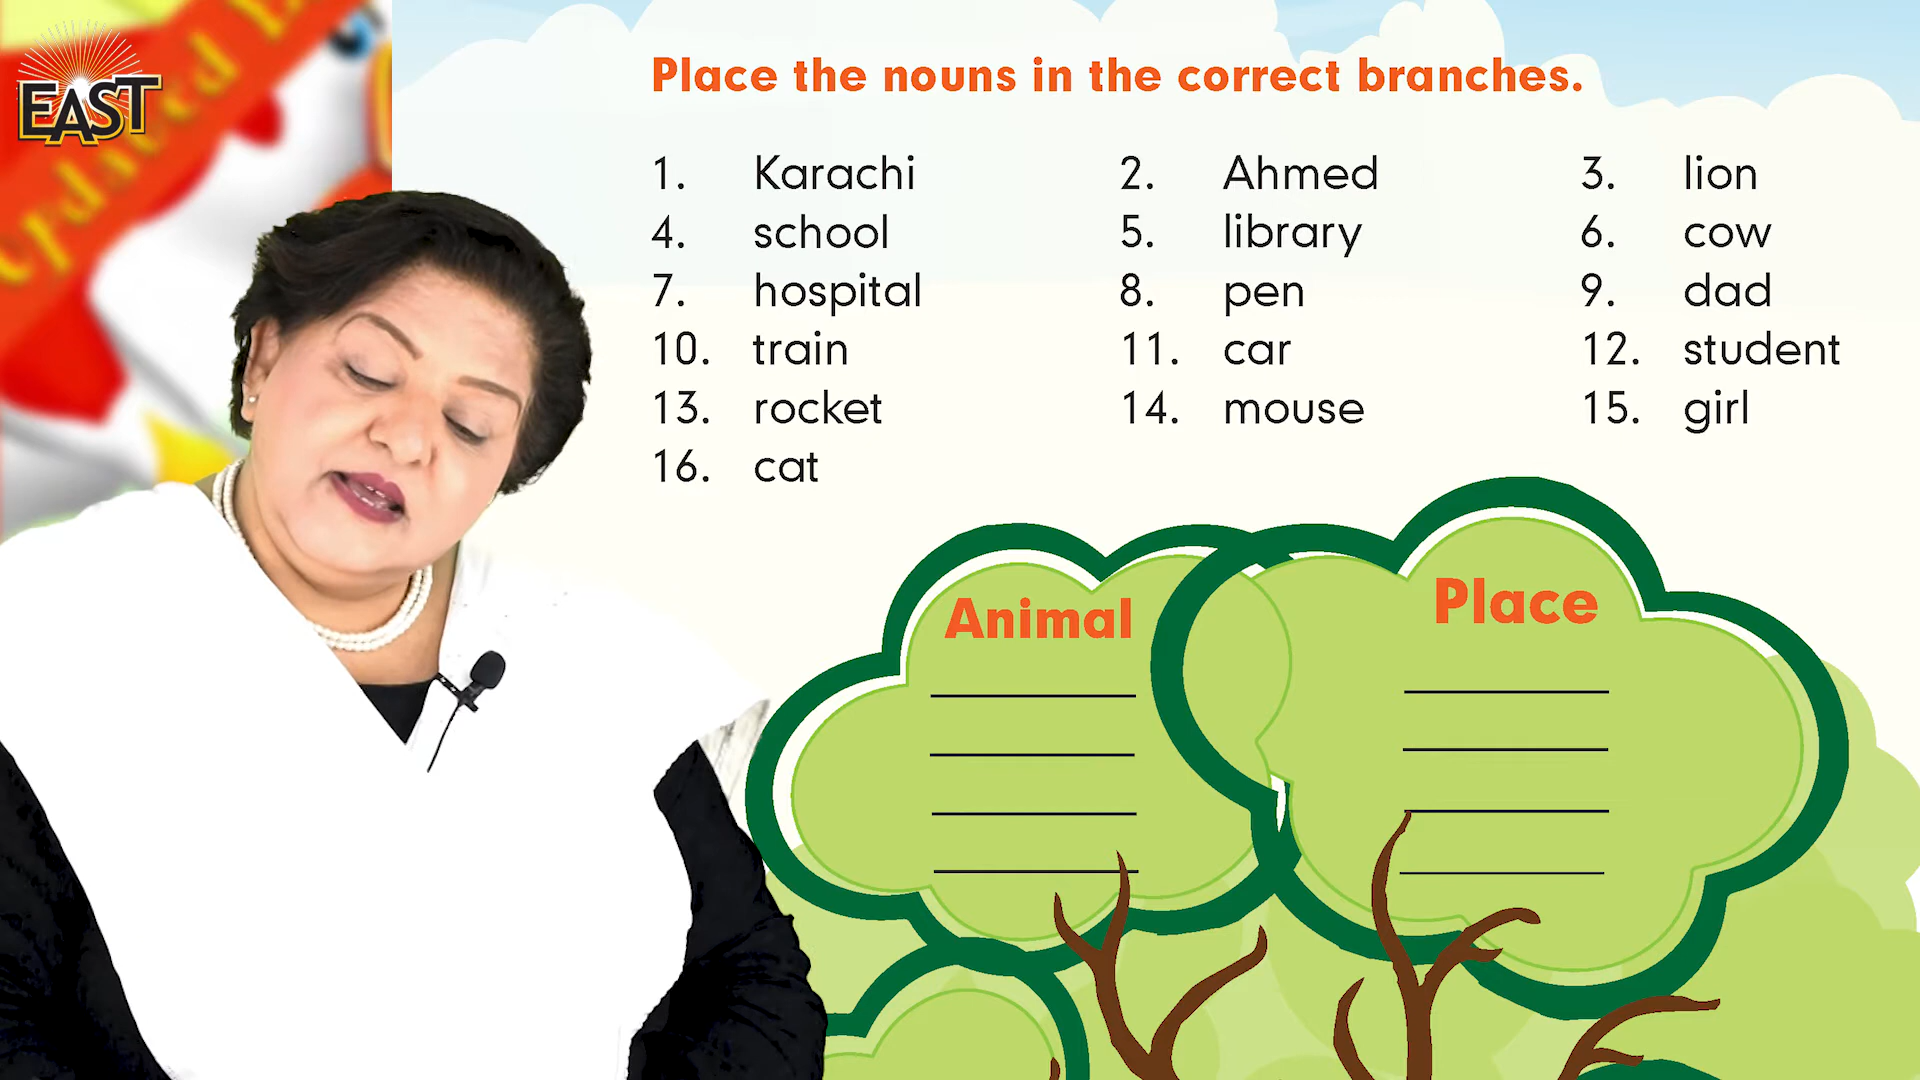 EAST
Place the nouns in the correct branches.
1. Karachi 2. Ahmed 3. lion
4. school 5. library 6. cow
7. hospital 8. pen 9. dad
10. train 11. car 12. student
13. rocket 14. mouse 15. girl
16. cat
Animal
Place